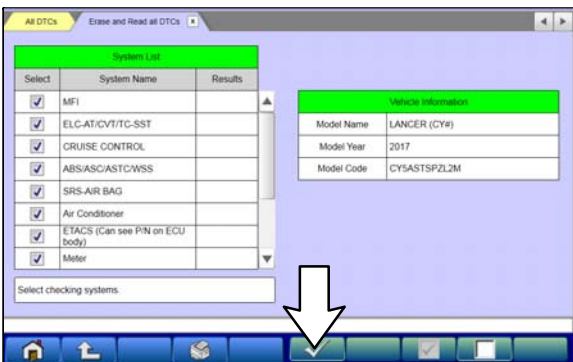 All DTCs
Erase and Read all DTCs
System List
Select System Name Results
MFI
ELC-AT/CVT/TC-SST
CRUISE CONTROL
ABS/ASC/ASTC/WSS
SRS-AIR BAG
Air Conditioner
ETACS (Can see P/N on ECU
body)
Meter
Select checking systems.
Vehicle Information
Model Name LANCER (CY#)
Model Year 2017
Model Code CY5ASTSPZL2M